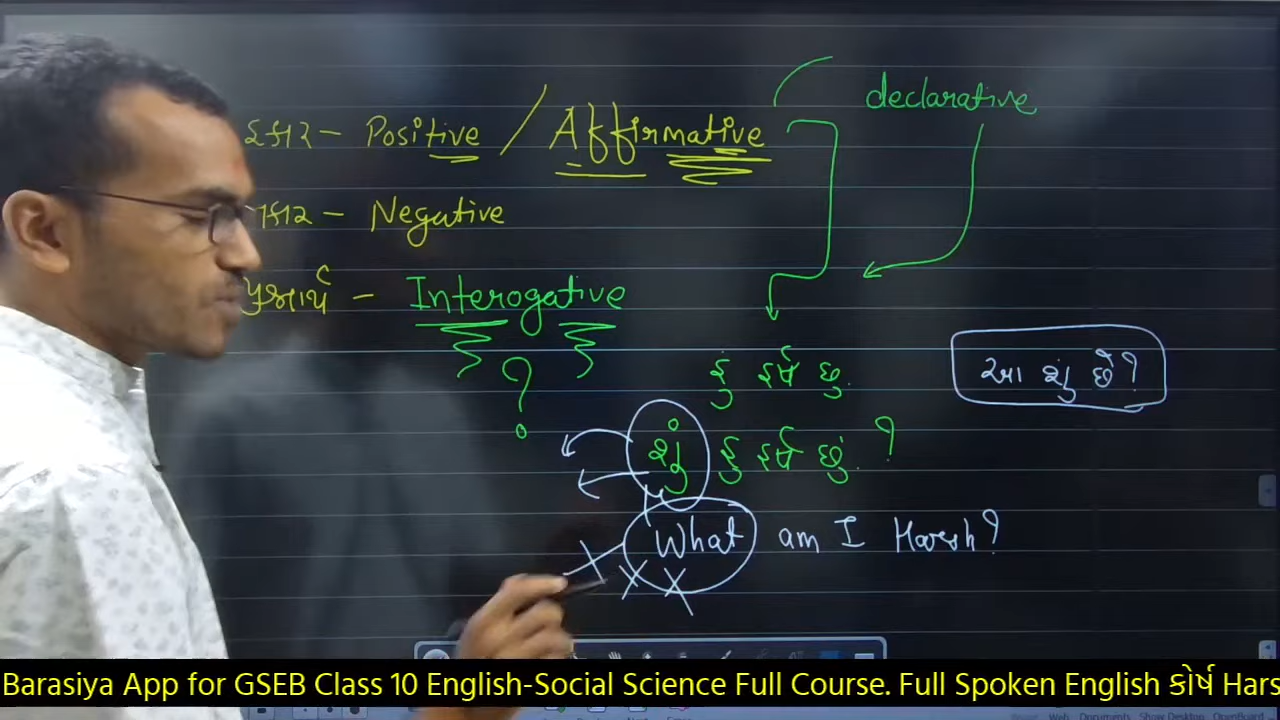 declarative
હકાર - Positive / Affirmative
નકાર - Negative
પ્રશ્નાર્થ - Interogative
?
હું હર્ષ છુ.
આ શું છે?
શું હું હર્ષ છું ?
What am I Harsh?
Barasiya App for GSEB Class 10 English-Social Science Full Course. Full Spoken English કોર્ષ Hars